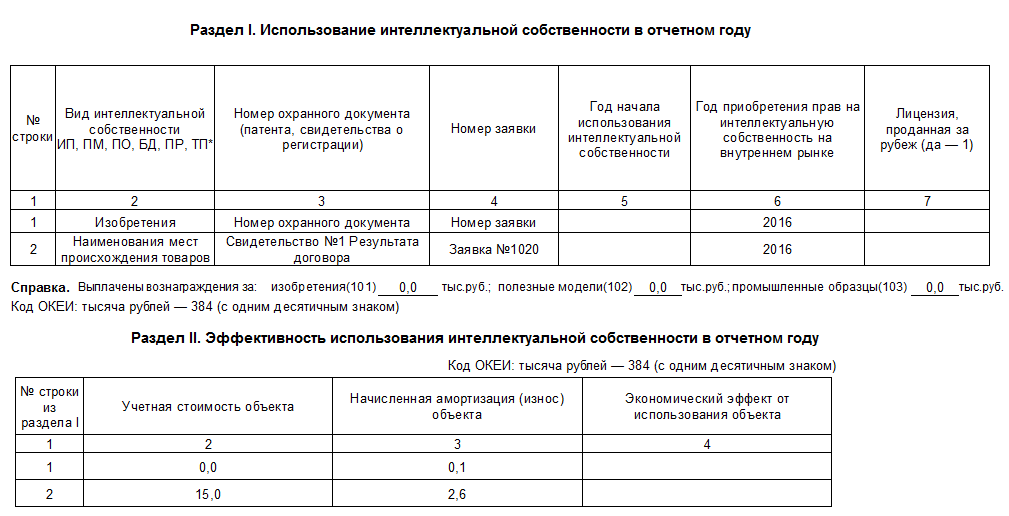 Раздел I. Использование интеллектуальной собственности в отчетном году
№ строки
Вид интеллектуальной собственности ИП, ПМ, ПО, БД, ПР, ТП*
Номер охранного документа (патента, свидетельства о регистрации)
Номер заявки
Год начала использования интеллектуальной собственности
Год приобретения прав на интеллектуальную собственность на внутреннем рынке
Лицензия, проданная за рубеж (да — 1)
1 2 3 4 5 6 7
1 Изобретения Номер охранного документа Номер заявки 2016
2 Наименования мест происхождения товаров Свидетельство №1 Результата договора Заявка №1020 2016
Справка. Выплачены вознаграждения за: изобретения(101) 0,0 тыс.руб.; полезные модели(102) 0,0 тыс.руб.; промышленные образцы(103) 0,0 тыс.руб.
Код ОКЕИ: тысяча рублей — 384 (с одним десятичным знаком)
Раздел II. Эффективность использования интеллектуальной собственности в отчетном году
Код ОКЕИ: тысяча рублей — 384 (с одним десятичным знаком)
№ строки из раздела I
Учетная стоимость объекта
Начисленная амортизация (износ) объекта
Экономический эффект от использования объекта
1 2 3 4
1 0,0 0,1
2 15,0 2,6